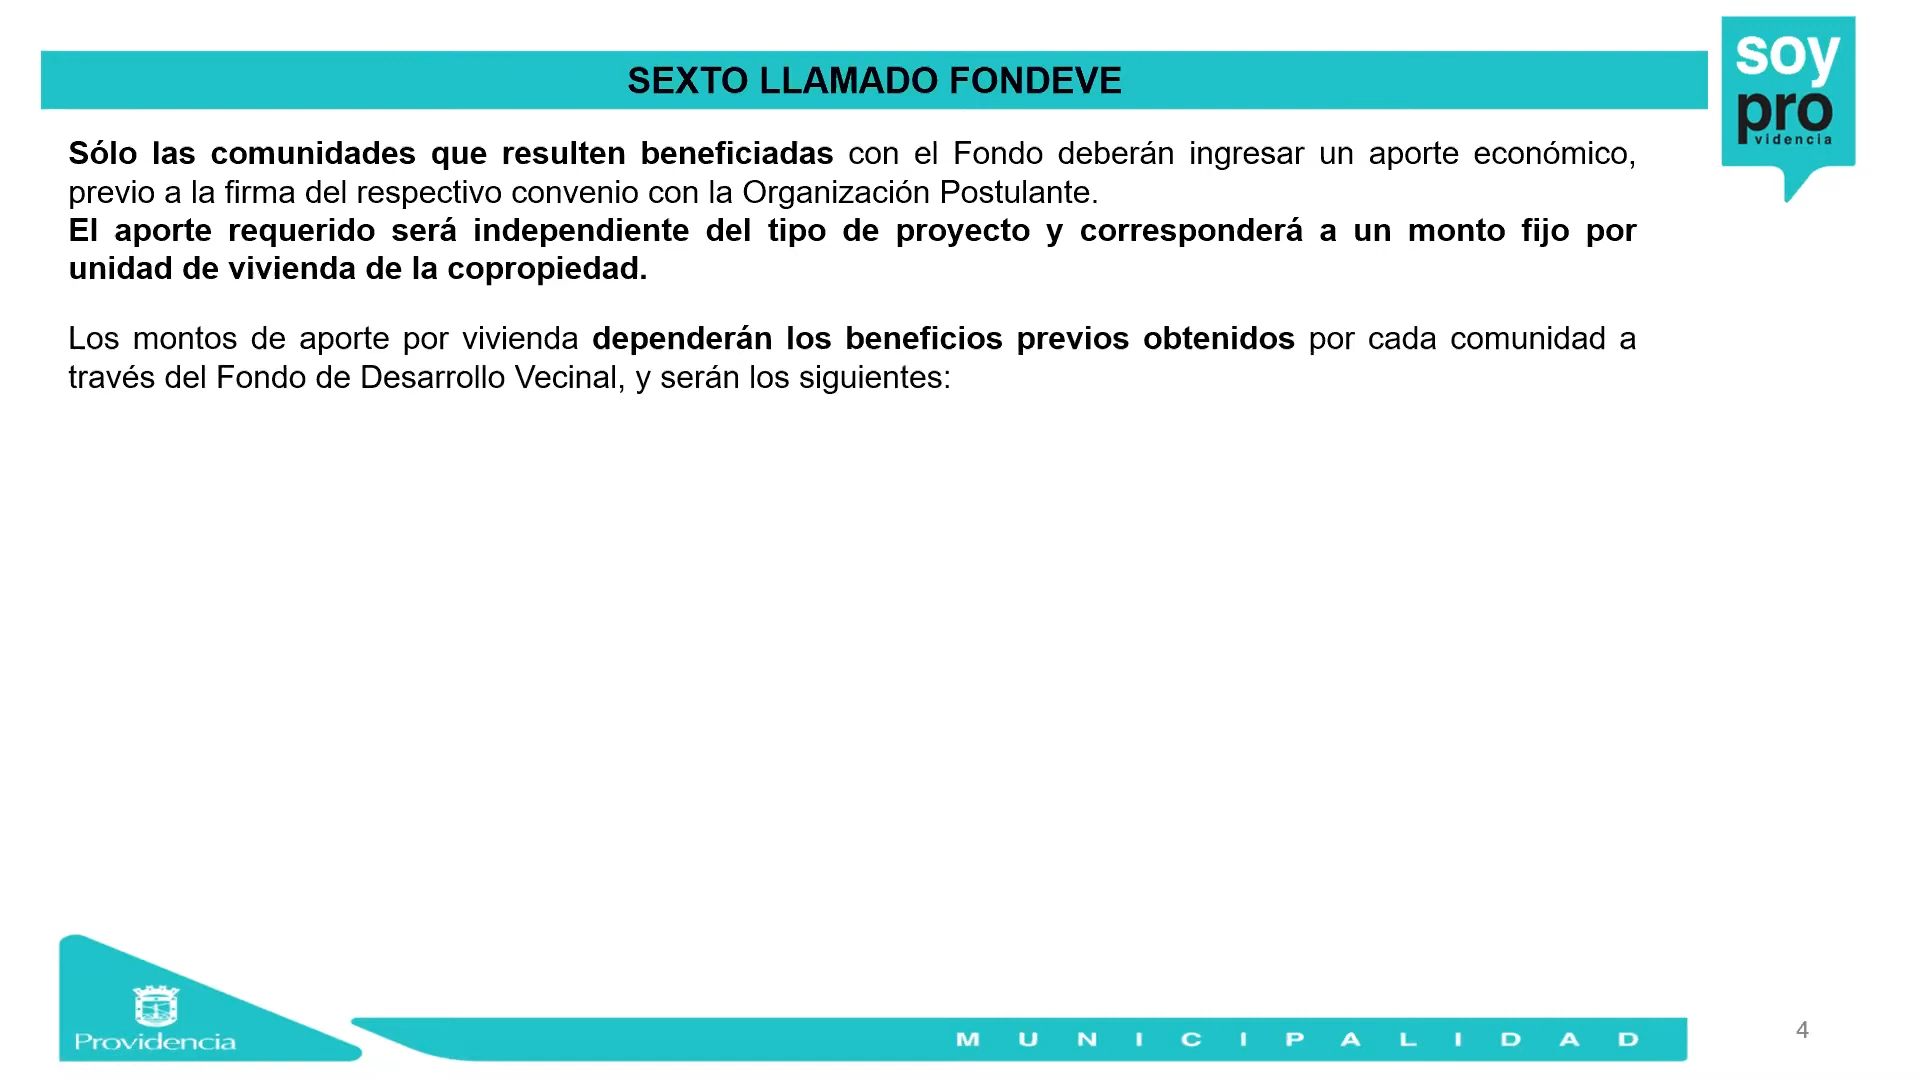 SEXTO LLAMADO FONDEVE
soy
pro
videncia
Sólo las comunidades que resulten beneficiadas con el Fondo deberán ingresar un aporte económico,
previo a la firma del respectivo convenio con la Organización Postulante.
El aporte requerido será independiente del tipo de proyecto y corresponderá a un monto fijo por
unidad de vivienda de la copropiedad.
Los montos de aporte por vivienda dependerán los beneficios previos obtenidos por cada comunidad a
través del Fondo de Desarrollo Vecinal, y serán los siguientes:
Providencia
MUNICIPALIDAD
4